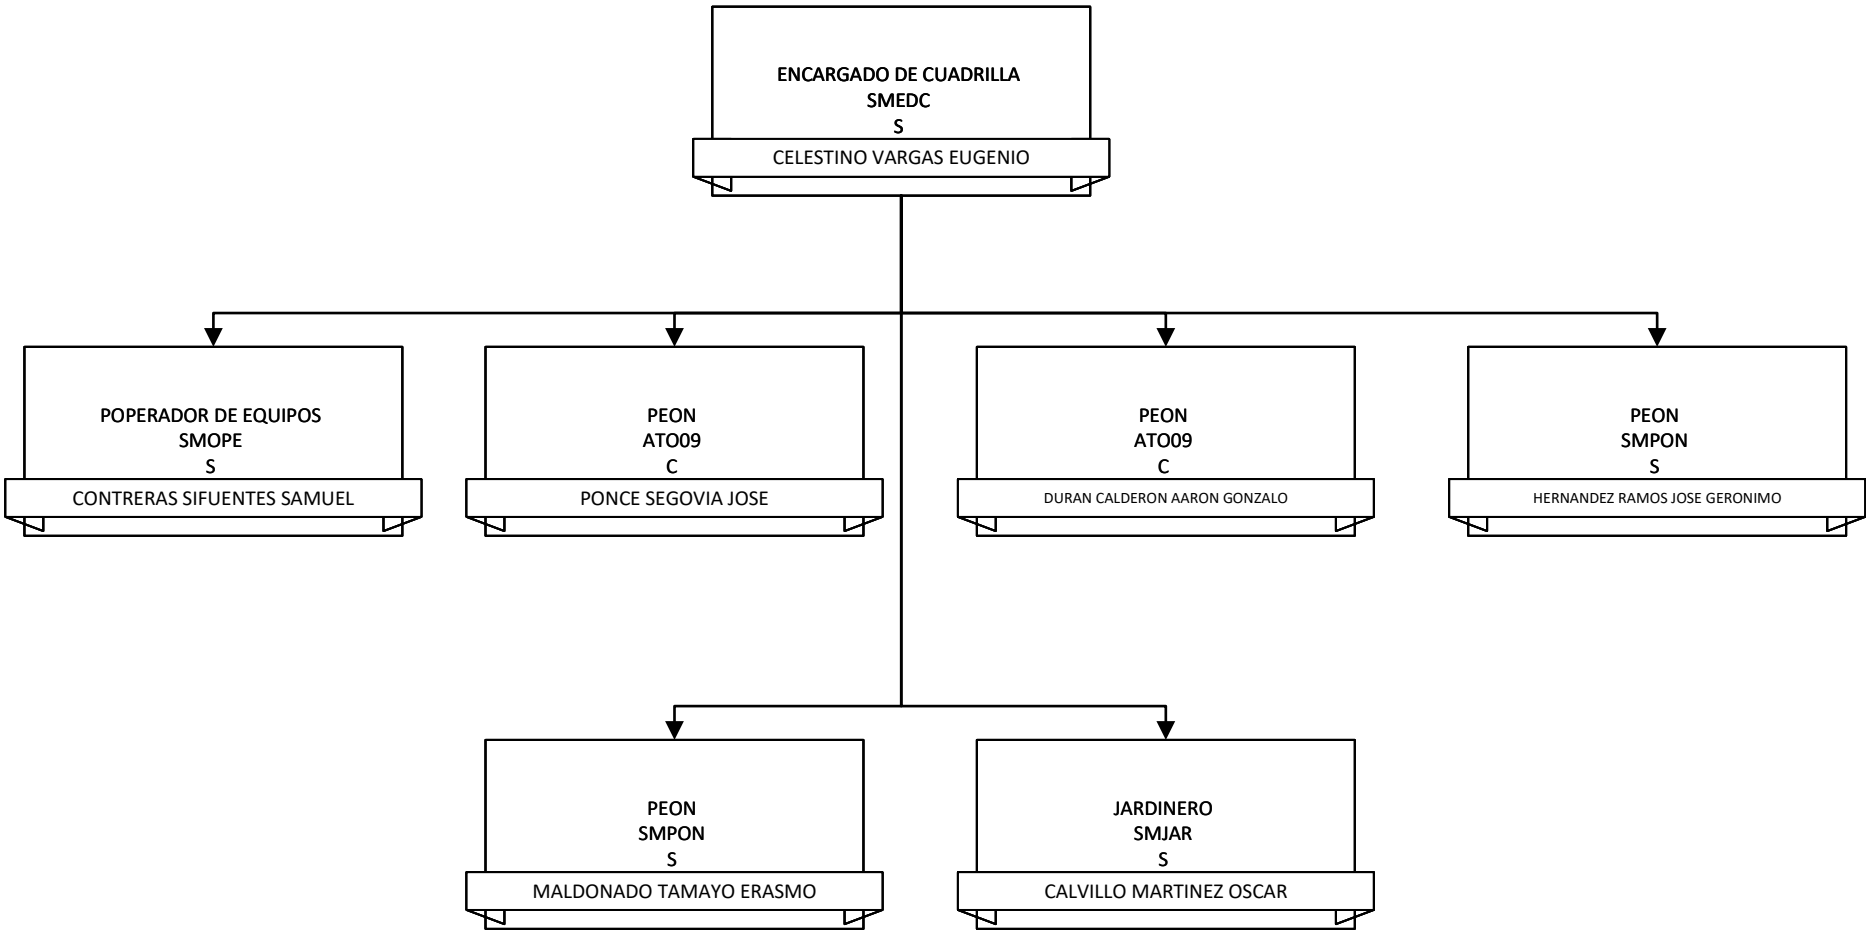 ENCARGADO DE CUADRILLA
SMEDC
S
CELESTINO VARGAS EUGENIO
POPERADOR DE EQUIPOS
SMOPE
S
CONTRERAS SIFUENTES SAMUEL
PEON
ATO09
C
PONCE SEGOVIA JOSE
PEON
ATO09
C
DURAN CALDERON AARON GONZALO
PEON
SMPON
S
HERNANDEZ RAMOS JOSE GERONIMO
PEON
SMPON
S
MALDONADO TAMAYO ERASMO
JARDINERO
SMJAR
S
CALVILLO MARTINEZ OSCAR